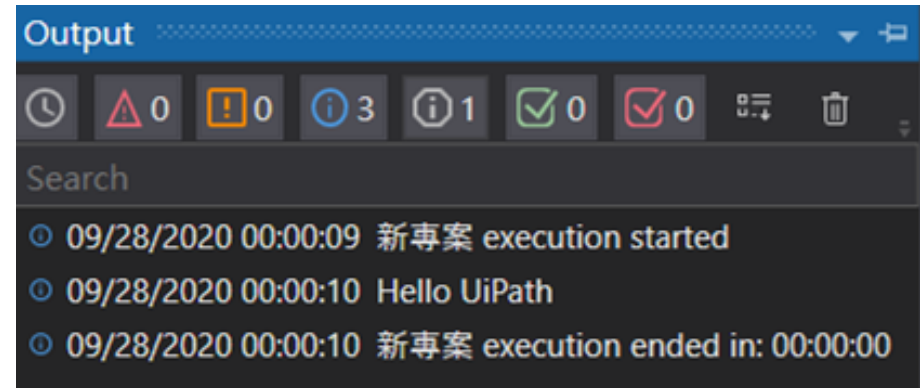 Output
0 0 3 1 0 0
Search
09/28/2020 00:00:09 新專案 execution started
09/28/2020 00:00:10 Hello UiPath
09/28/2020 00:00:10 新專案 execution ended in: 00:00:00